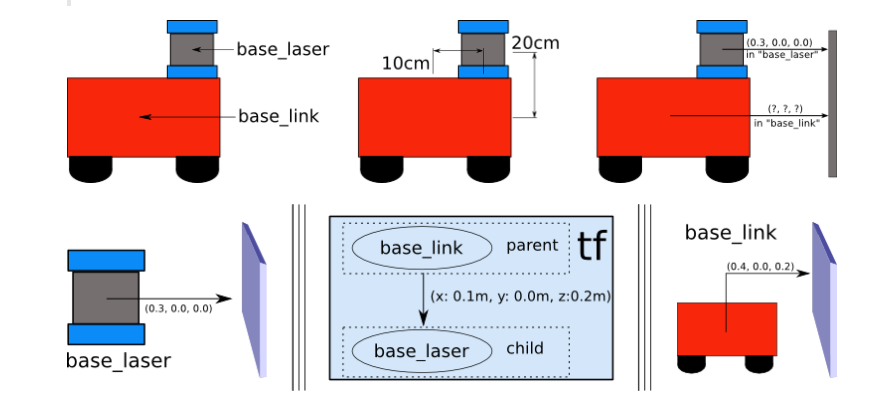 base_laser
base_link
10cm
20cm
(0.3, 0.0, 0.0)
in "base_laser"
(?, ?, ?)
in "base_link"
(0.3, 0.0, 0.0)
base_laser
base_link
parent
tf
(x: 0.1m, y: 0.0m, z:0.2m)
base_laser
child
base_link
(0.4, 0.0, 0.2)